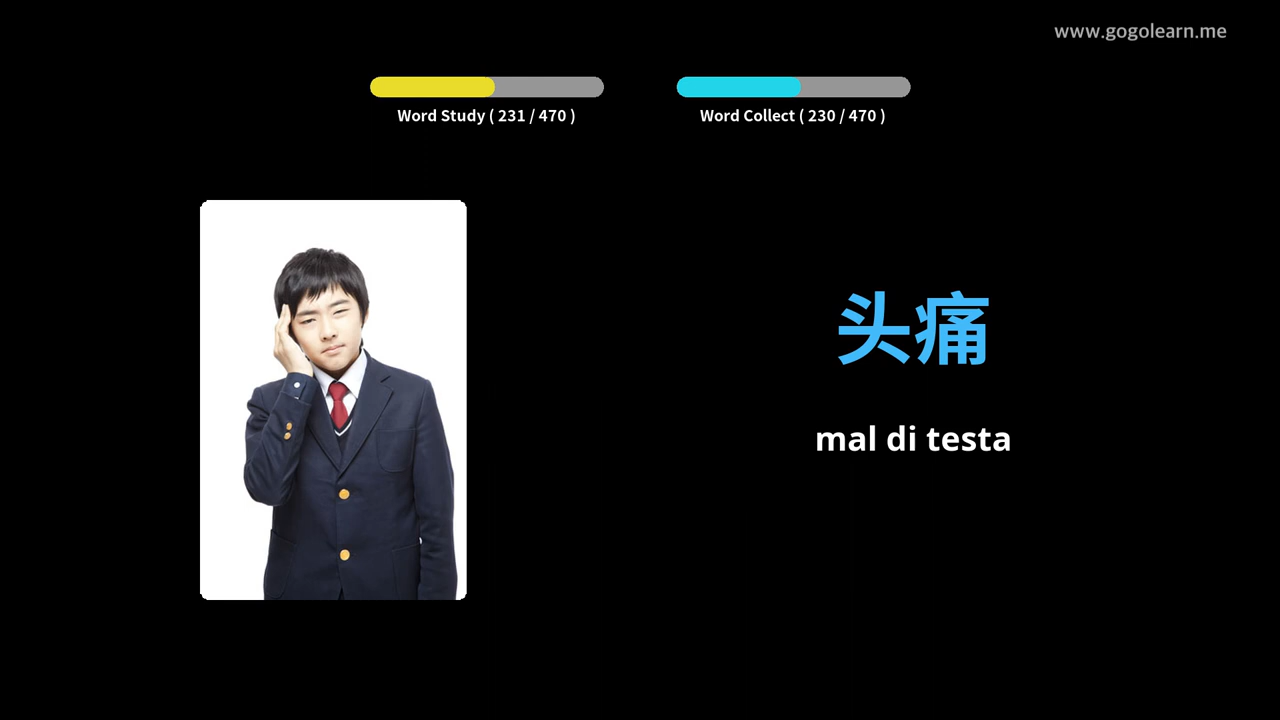 www.gogolearn.me
Word Study ( 231 / 470 )
Word Collect ( 230 / 470 )
头痛
mal di testa